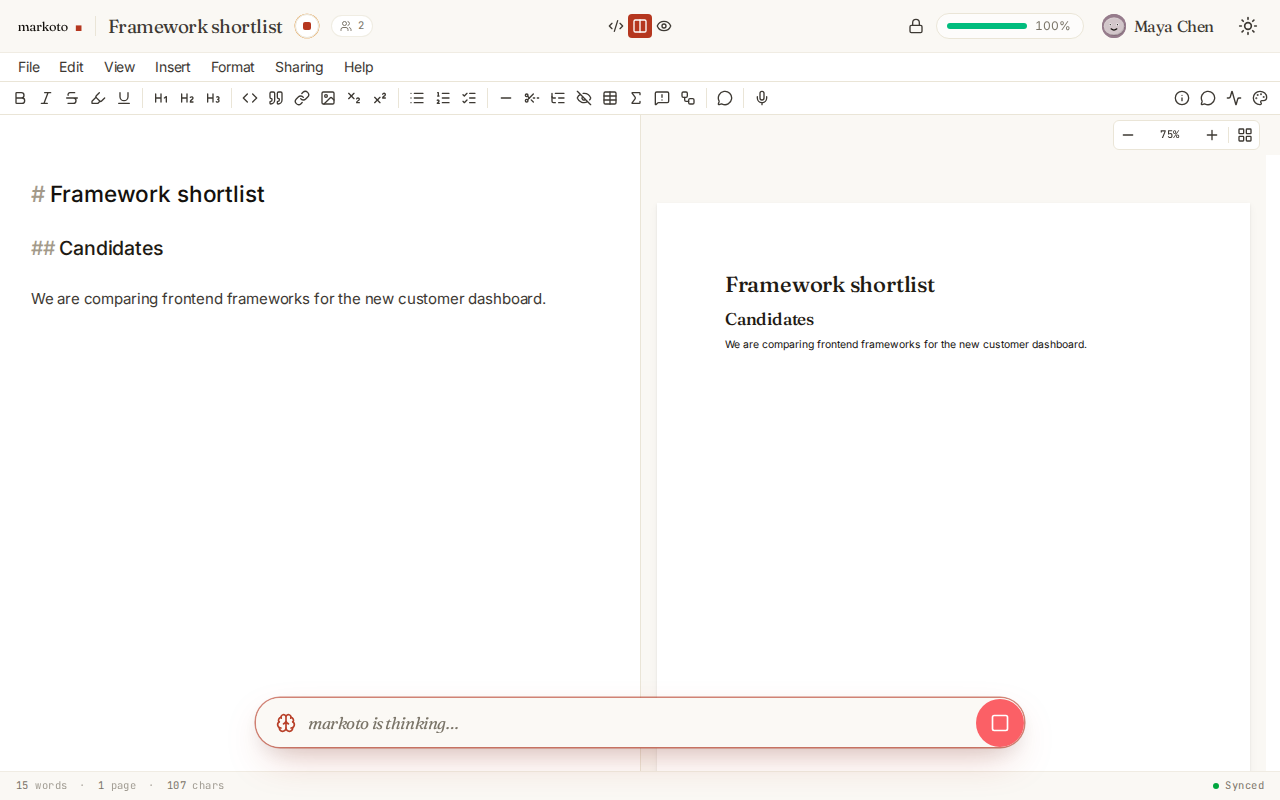 markoto
Framework shortlist
2
100%
Maya Chen
File Edit View Insert Format Sharing Help
H1 H2 H3
75%
# Framework shortlist
## Candidates
We are comparing frontend frameworks for the new customer dashboard.
Framework shortlist
Candidates
We are comparing frontend frameworks for the new customer dashboard.
markoto is thinking...
15 words · 1 page · 107 chars
Synced